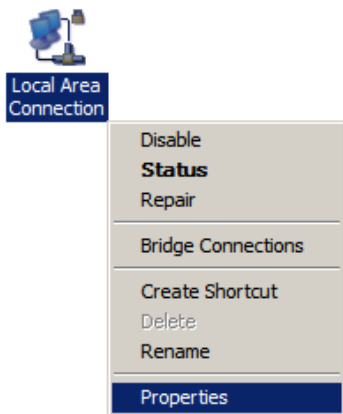 Local Area
Connection
Disable
Status
Repair
Bridge Connections
Create Shortcut
Delete
Rename
Properties